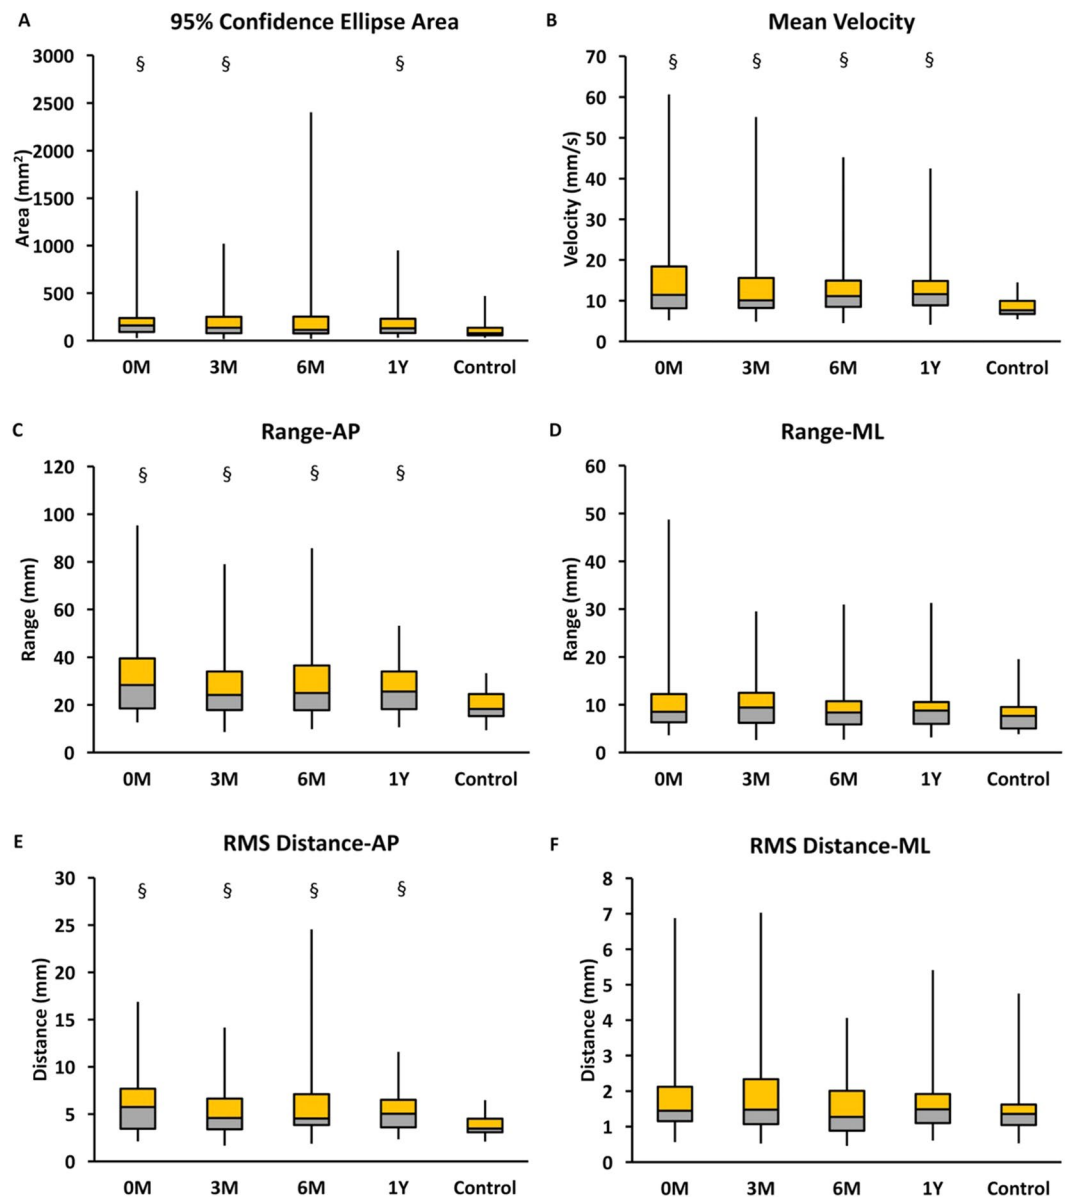 A 95% Confidence Ellipse Area
3000
2500
2000
1500
1000
500
0
Area (mm²)
§ § §
0M 3M 6M 1Y Control
B Mean Velocity
70
60
50
40
30
20
10
0
Velocity (mm/s)
§ § § §
0M 3M 6M 1Y Control
C Range-AP
120
100
80
60
40
20
0
Range (mm)
§ § § §
0M 3M 6M 1Y Control
D Range-ML
60
50
40
30
20
10
0
Range (mm)
0M 3M 6M 1Y Control
E RMS Distance-AP
30
25
20
15
10
5
0
Distance (mm)
§ § § §
0M 3M 6M 1Y Control
F RMS Distance-ML
8
7
6
5
4
3
2
1
0
Distance (mm)
0M 3M 6M 1Y Control